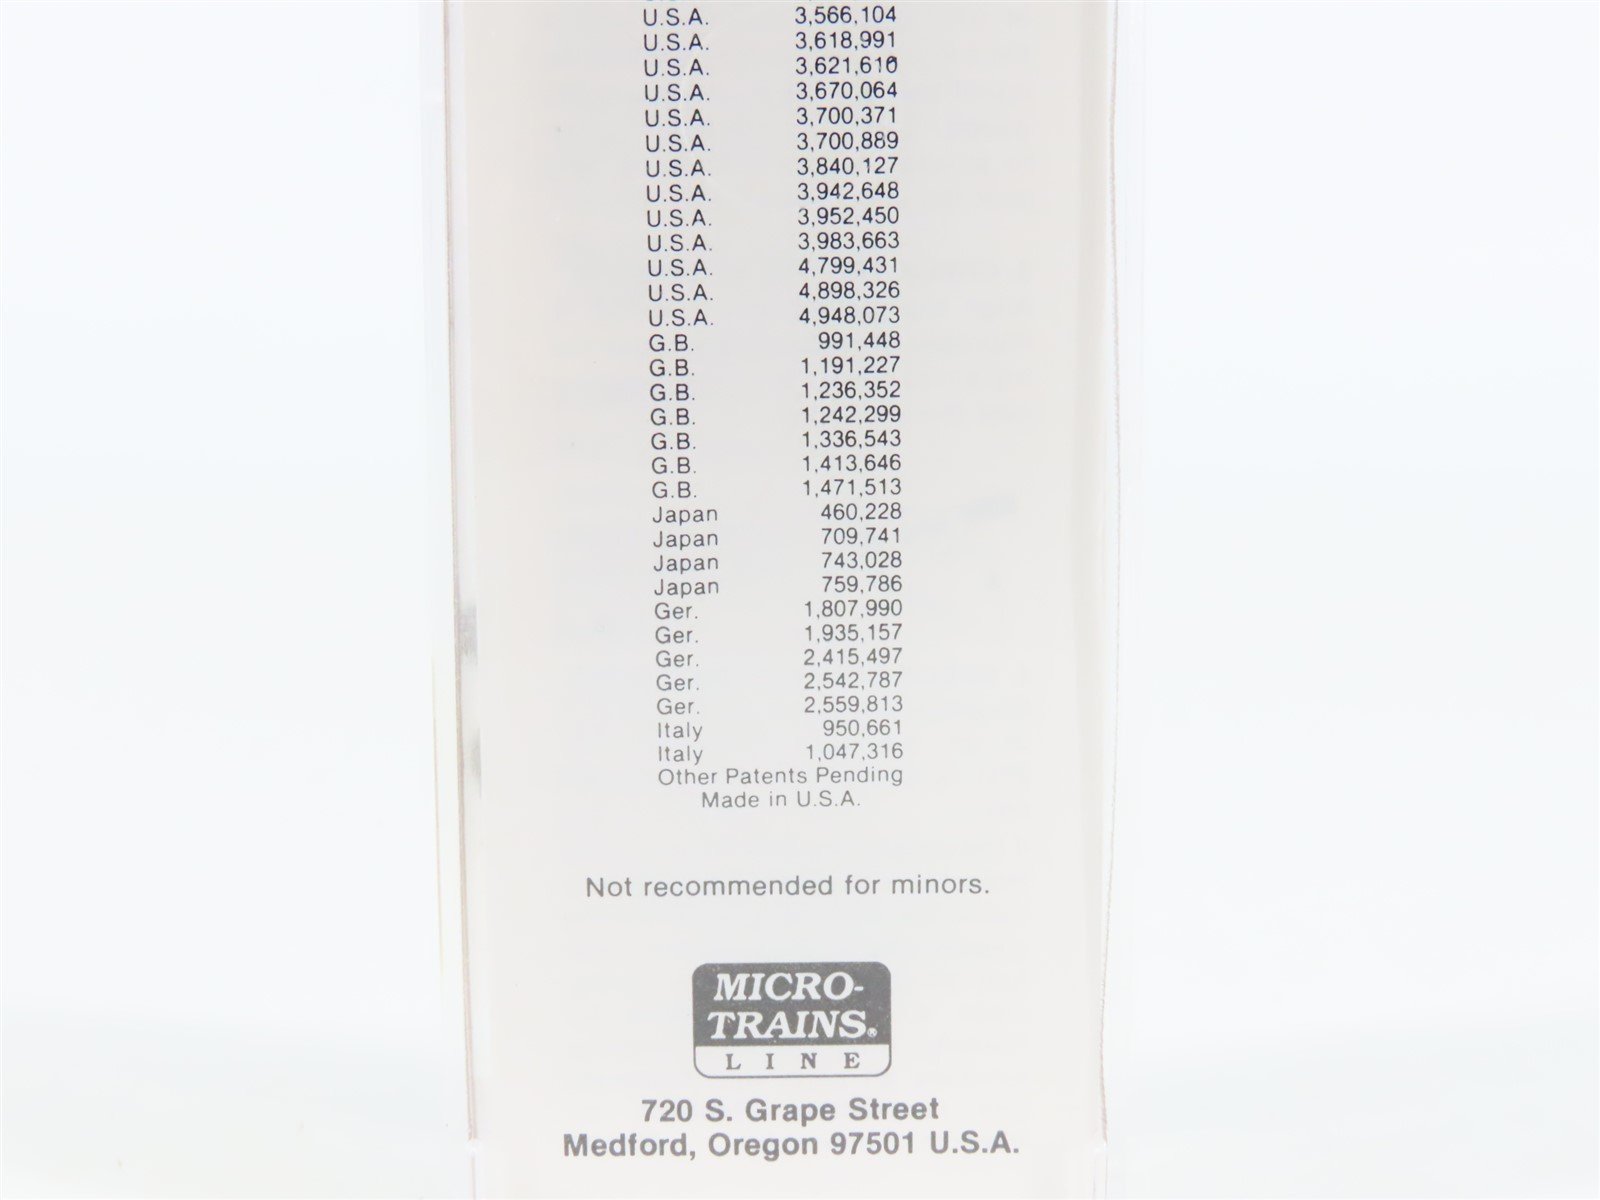 U.S.A. 3,566,104
U.S.A. 3,618,991
U.S.A. 3,621,610
U.S.A. 3,670,064
U.S.A. 3,700,371
U.S.A. 3,700,889
U.S.A. 3,840,127
U.S.A. 3,942,648
U.S.A. 3,952,450
U.S.A. 3,983,663
U.S.A. 4,799,431
U.S.A. 4,898,326
U.S.A. 4,948,073
G.B. 991,448
G.B. 1,191,227
G.B. 1,236,352
G.B. 1,242,299
G.B. 1,336,543
G.B. 1,413,646
G.B. 1,471,513
Japan 460,228
Japan 709,741
Japan 743,028
Japan 759,786
Ger. 1,807,990
Ger. 1,935,157
Ger. 2,415,497
Ger. 2,542,787
Ger. 2,559,813
Italy 950,661
Italy 1,047,316
Other Patents Pending
Made in U.S.A.
Not recommended for minors.
MICRO-
TRAINS®
LINE
720 S. Grape Street
Medford, Oregon 97501 U.S.A.